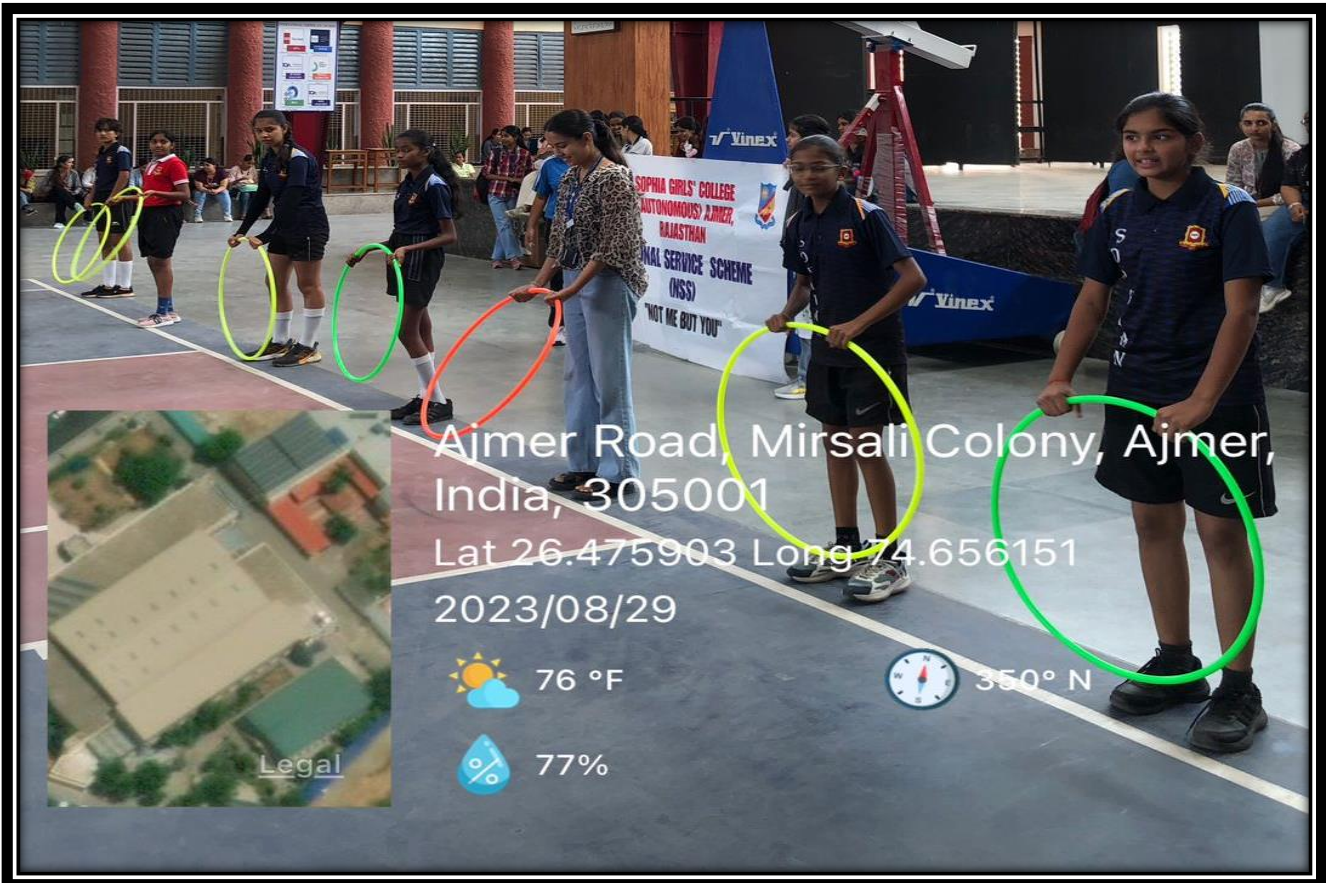 Vinex
SOPHIA GIRLS' COLLEGE
(AUTONOMOUS) AJMER,
RAJASTHAN
NAL SERVICE SCHEME
(NSS)
"NOT ME BUT YOU"
Vinex
Ajmer Road, Mirsali Colony, Ajmer,
India, 305001
Lat 26.475903 Long 74.656151
2023/08/29
76 °F
350° N
77%
Legal